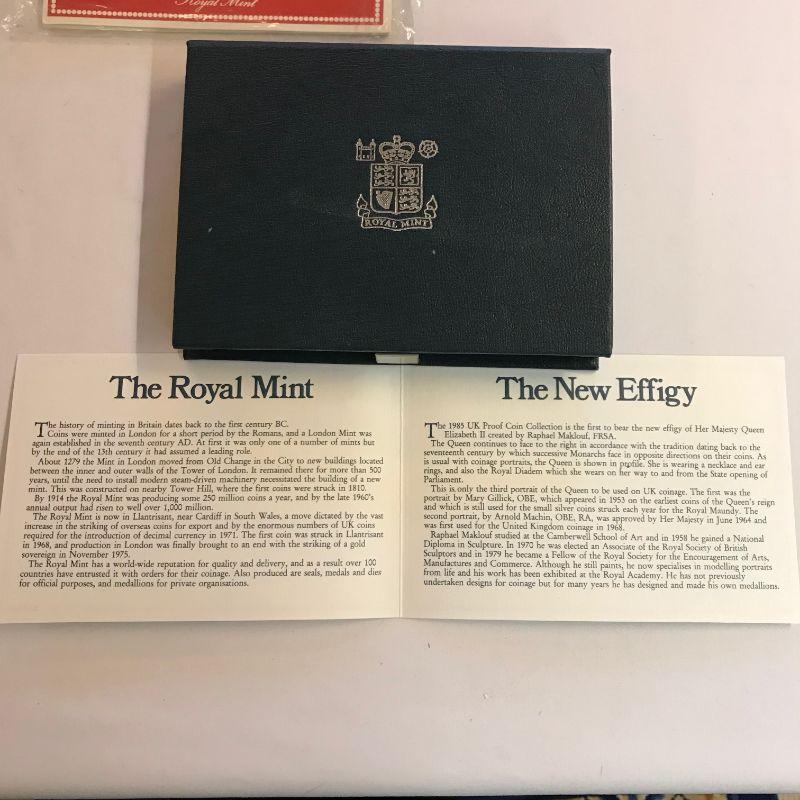 Royal Mint
ROYAL MINT
The Royal Mint
The history of minting in Britain dates back to the first century BC.
Coins were minted in London for a short period by the Romans, and a London Mint was
again established in the seventh century AD. At first it was only one of a number of mints but
by the end of the 13th century it had assumed a leading role.
About 1279 the Mint in London moved from Old Change in the City to new buildings located
between the inner and outer walls of the Tower of London. It remained there for more than 500
years, until the need to install modern steam-driven machinery necessitated the building of a new
mint. This was constructed on nearby Tower Hill, where the first coins were struck in 1810.
By 1914 the Royal Mint was producing some 250 million coins a year, and by the late 1960's
annual output had risen to well over 1,000 million.
The Royal Mint is now in Llantrisant, near Cardiff in South Wales, a move dictated by the vast
increase in the striking of overseas coins for export and by the enormous numbers of UK coins
required for the introduction of decimal currency in 1971. The first coin was struck in Llantrisant
in 1968, and production in London was finally brought to an end with the striking of a gold
sovereign in November 1975.
The Royal Mint has a world-wide reputation for quality and delivery, and as a result over 100
countries have entrusted it with orders for their coinage. Also produced are seals, medals and dies
for official purposes, and medallions for private organisations.
The New Effigy
The 1985 UK Proof Coin Collection is the first to bear the new effigy of Her Majesty Queen
Elizabeth II created by Raphael Maklouf, FRSA.
The Queen continues to face to the right in accordance with the tradition dating back to the
seventeenth century by which successive Monarchs face in opposite directions on their coins. As
is usual with coinage portraits, the Queen is shown in profile. She is wearing a necklace and ear
rings, and also the Royal Diadem which she wears on her way to and from the State opening of
Parliament.
This is only the third portrait of the Queen to be used on UK coinage. The first was the
portrait by Mary Gillick, OBE, which appeared in 1953 on the earliest coins of the Queen's reign
and which is still used for the small silver coins struck each year for the Royal Maundy. The
second portrait, by Arnold Machin, OBE, RA, was approved by Her Majesty in June 1964 and
was first used for the United Kingdom coinage in 1968.
Raphael Maklouf studied at the Camberwell School of Art and in 1958 he gained a National
Diploma in Sculpture. In 1970 he was elected an Associate of the Royal Society of British
Sculptors and in 1979 he became a Fellow of the Royal Society for the Encouragement of Arts,
Manufactures and Commerce. Although he still paints, he now specialises in modelling portraits
from life and his work has been exhibited at the Royal Academy. He has not previously
undertaken designs for coinage but for many years he has designed and made his own medallions.